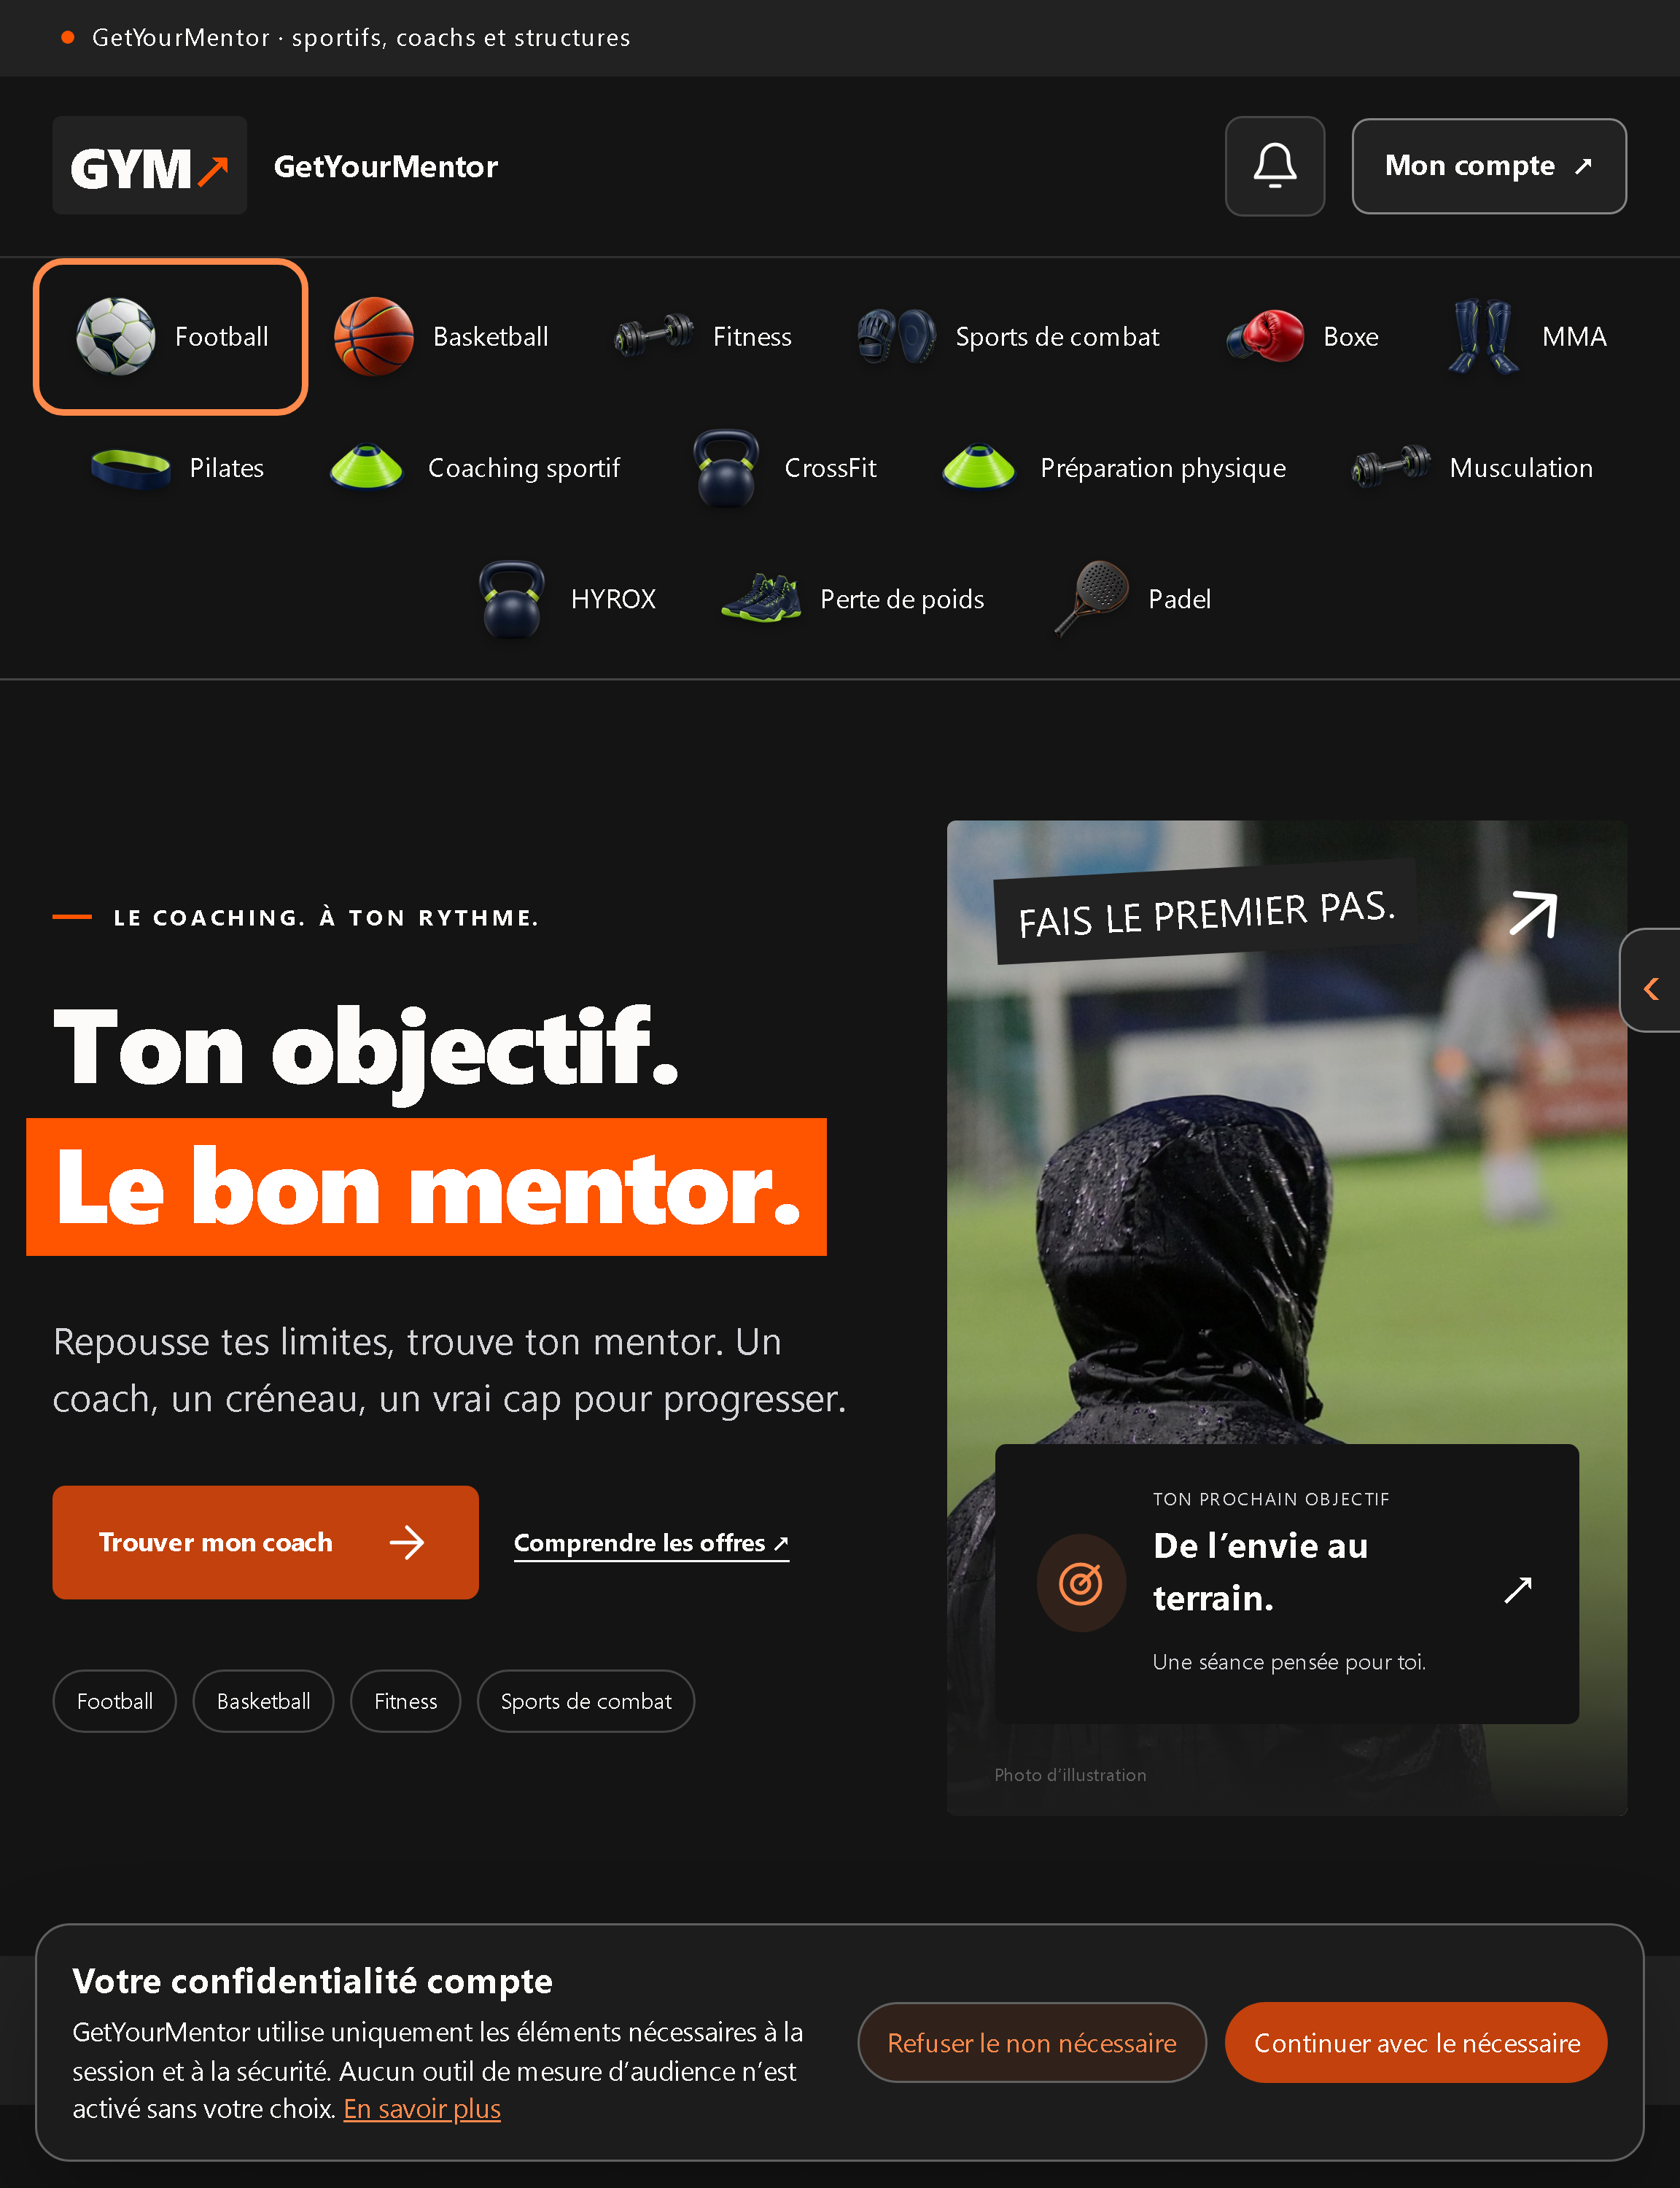 GetYourMentor · sportifs, coachs et structures
GYM↗ GetYourMentor
Mon compte ↗
Football Basketball Fitness Sports de combat Boxe MMA
Pilates Coaching sportif CrossFit Préparation physique Musculation
HYROX Perte de poids Padel
LE COACHING. À TON RYTHME.
Ton objectif.
Le bon mentor.
Repousse tes limites, trouve ton mentor. Un
coach, un créneau, un vrai cap pour progresser.
Trouver mon coach →
Comprendre les offres ↗
Football Basketball Fitness Sports de combat
FAIS LE PREMIER PAS.
TON PROCHAIN OBJECTIF
De l’envie au
terrain.
Une séance pensée pour toi.
Photo d’illustration
Votre confidentialité compte
GetYourMentor utilise uniquement les éléments nécessaires à la
session et à la sécurité. Aucun outil de mesure d’audience n’est
activé sans votre choix. En savoir plus
Refuser le non nécessaire
Continuer avec le nécessaire